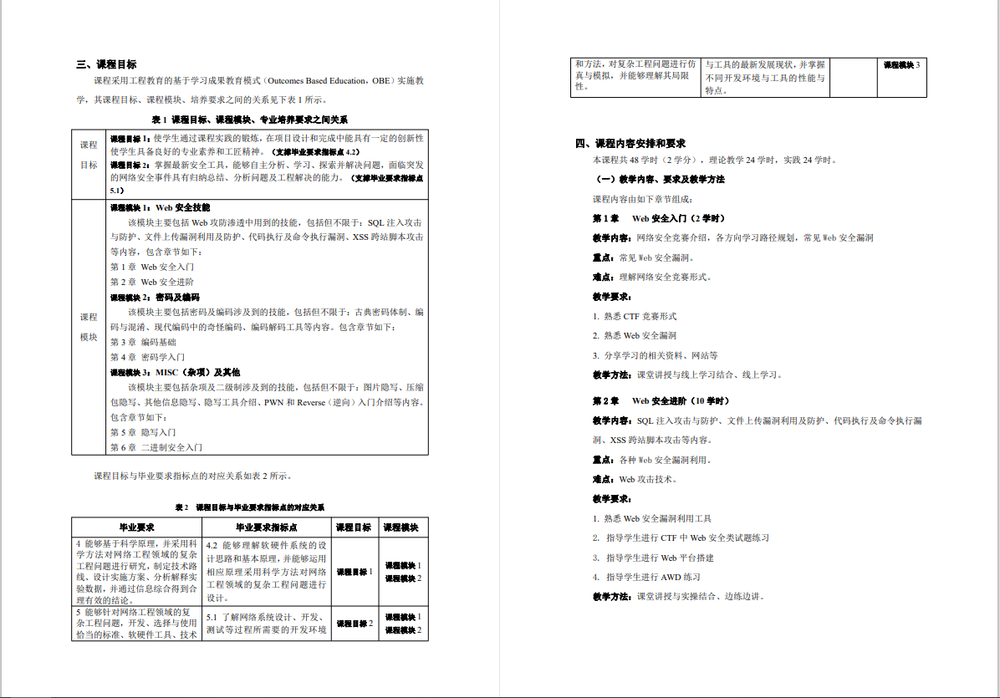 三、课程目标
课程采用工程教育的基于学习成果教育模式（Outcomes Based Education，OBE）实施教
学，其课程目标、课程模块、培养要求之间的关系见下表 1 所示。
表 1 课程目标、课程模块、专业培养要求之间关系
课程
目标
课程目标 1：使学生通过课程实践的锻炼，在项目设计和完成中能具有一定的创新性
使学生具备良好的专业素养和工匠精神。（支撑毕业要求指标点 4.2）
课程目标 2：掌握最新安全工具，能够自主分析、学习、探索并解决问题，面临突发
的网络安全事件具有归纳总结、分析问题及工程解决的能力。（支撑毕业要求指标点
5.1）
课程
模块
课程模块 1：Web 安全技能
该模块主要包括 Web 攻防渗透中用到的技能，包括但不限于：SQL 注入攻击
与防护、文件上传漏洞利用及防护、代码执行及命令执行漏洞、XSS 跨站脚本攻击
等内容，包含章节如下：
第 1 章 Web 安全入门
第 2 章 Web 安全进阶
课程模块 2：密码及编码
该模块主要包括密码及编码涉及到的技能，包括但不限于：古典密码体制、编
码与混淆、现代编码中的奇怪编码、编码解码工具等内容。包含章节如下：
第 3 章 编码基础
第 4 章 密码学入门
课程模块 3：MISC（杂项）及其他
该模块主要包括杂项及二级制涉及到的技能，包括但不限于：图片隐写、压缩
包隐写、其他信息隐写、隐写工具介绍、PWN 和 Reverse（逆向）入门介绍等内容。
包含章节如下：
第 5 章 隐写入门
第 6 章 二进制安全入门
课程目标与毕业要求指标点的对应关系如表 2 所示。
表 2 课程目标与毕业要求指标点的对应关系
毕业要求 毕业要求指标点 课程目标 课程模块
4 能够基于科学原理，并采用科
学方法对网络工程领域的复杂
工程问题进行研究，制定技术路
线、设计实施方案、分析解释实
验数据，并通过信息综合得到合
理有效的结论。
4.2 能够理解软硬件系统的设
计思路和基本原理，并能够运用
相应原理采用科学方法对网络
工程领域的复杂工程问题进行
设计。
课程目标 1
课程模块 1
课程模块 2
5 能够针对网络工程领域的复
杂工程问题，开发、选择与使用
恰当的标准、软硬件工具、技术
5.1 了解网络系统设计、开发、
测试等过程所需要的开发环境
课程目标 2
课程模块 1
课程模块 2
和方法，对复杂工程问题进行仿
真与模拟，并能够理解其局限
性。
与工具的最新发展现状，并掌握
不同开发环境与工具的性能与
特点。
课程模块 3
四、课程内容安排和要求
本课程共 48 学时（2 学分），理论教学 24 学时，实践 24 学时。
（一）教学内容、要求及教学方法
课程内容由如下章节组成：
第 1 章 Web 安全入门（2 学时）
教学内容：网络安全竞赛介绍，各方向学习路径规划，常见 Web 安全漏洞
重点：常见 Web 安全漏洞。
难点：理解网络安全竞赛形式。
教学要求：
1. 熟悉 CTF 竞赛形式
2. 熟悉 Web 安全漏洞
3. 分享学习的相关资料、网站等
教学方法：课堂讲授与线上学习结合、线上学习。
第 2 章 Web 安全进阶（10 学时）
教学内容：SQL 注入攻击与防护、文件上传漏洞利用及防护、代码执行及命令执行漏
洞、XSS 跨站脚本攻击等内容。
重点：各种 Web 安全漏洞利用。
难点：Web 攻击技术。
教学要求：
1. 熟悉 Web 安全漏洞利用工具
2. 指导学生进行 CTF 中 Web 安全类试题练习
3. 指导学生进行 Web 平台搭建
4. 指导学生进行 AWD 练习
教学方法：课堂讲授与实操结合、边练边讲。